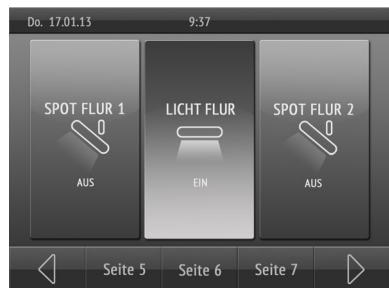 Do. 17.01.13 9:37
SPOT FLUR 1
AUS
LICHT FLUR
EIN
SPOT FLUR 2
AUS
Seite 5 Seite 6 Seite 7